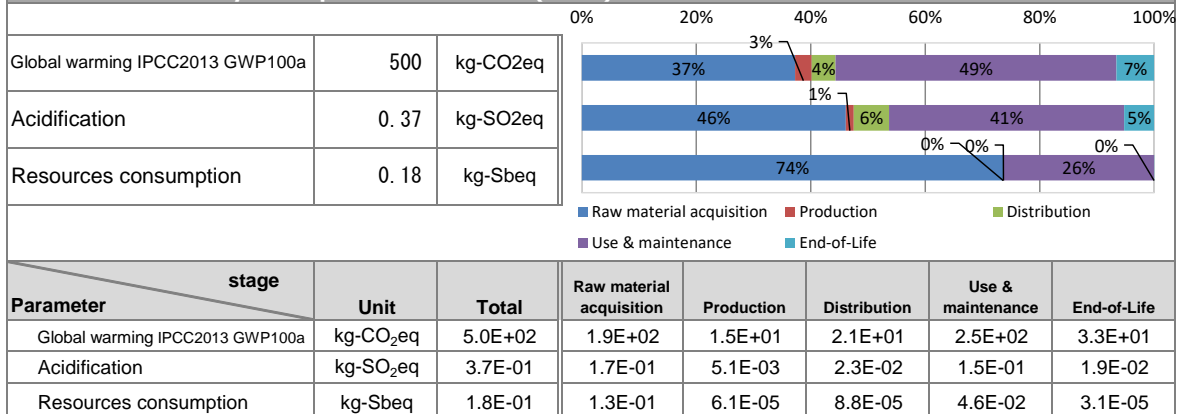 0% 20% 40% 60% 80% 100%
Global warming IPCC2013 GWP100a 500 kg-CO2eq
3%
37% 4% 49% 7%
Acidification 0.37 kg-SO2eq
1%
46% 6% 41% 5%
Resources consumption 0.18 kg-Sbeq
0% 0% 0%
74% 26%
Raw material acquisition Production Distribution
Use & maintenance End-of-Life
stage
Parameter Unit Total Raw material acquisition Production Distribution Use & maintenance End-of-Life
Global warming IPCC2013 GWP100a kg-CO₂eq 5.0E+02 1.9E+02 1.5E+01 2.1E+01 2.5E+02 3.3E+01
Acidification kg-SO₂eq 3.7E-01 1.7E-01 5.1E-03 2.3E-02 1.5E-01 1.9E-02
Resources consumption kg-Sbeq 1.8E-01 1.3E-01 6.1E-05 8.8E-05 4.6E-02 3.1E-05